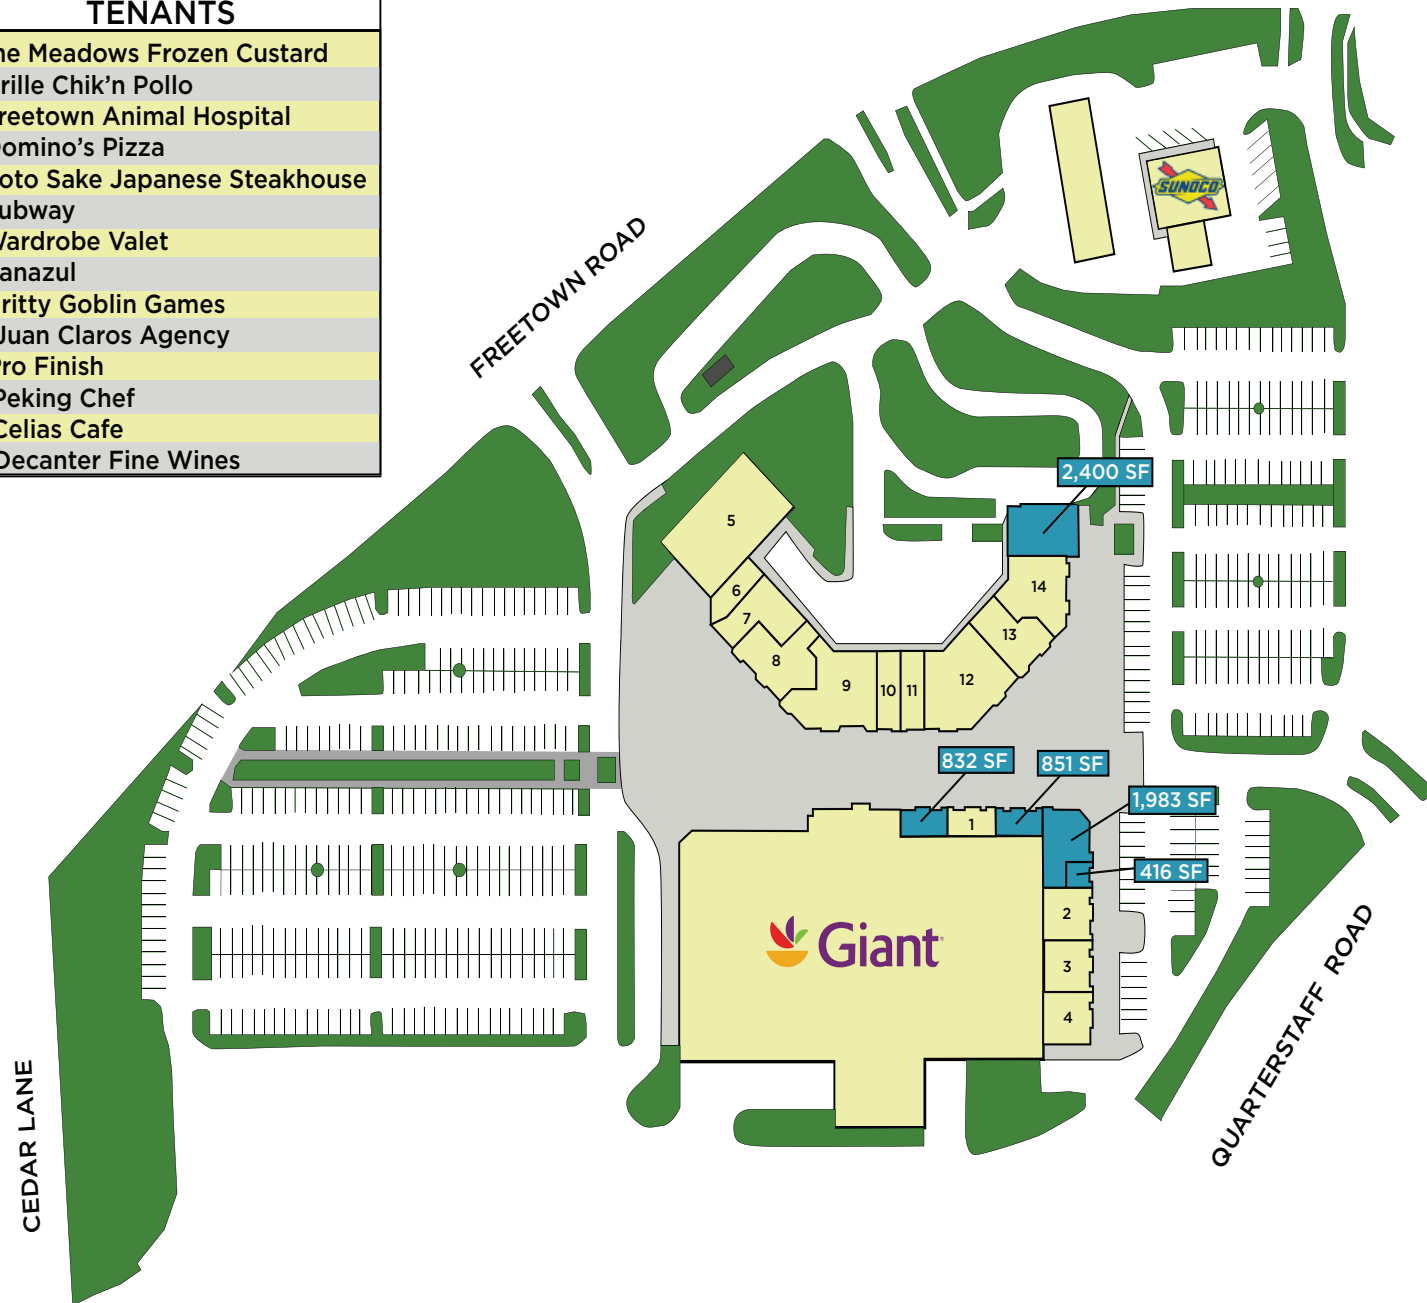 TENANTS
ne Meadows Frozen Custard
rille Chik'n Pollo
reetown Animal Hospital
omino's Pizza
oto Sake Japanese Steakhouse
ubway
ardrobe Valet
anazul
ritty Goblin Games
Juan Claros Agency
ro Finish
Peking Chef
Celias Cafe
Decanter Fine Wines
SUNOCO
FREETOWN ROAD
2,400 SF
5
6
7
8
9
10
11
12
13
14
832 SF
851 SF
1,983 SF
416 SF
1
2
3
4
Giant
QUARTERSTAFF ROAD
CEDAR LANE